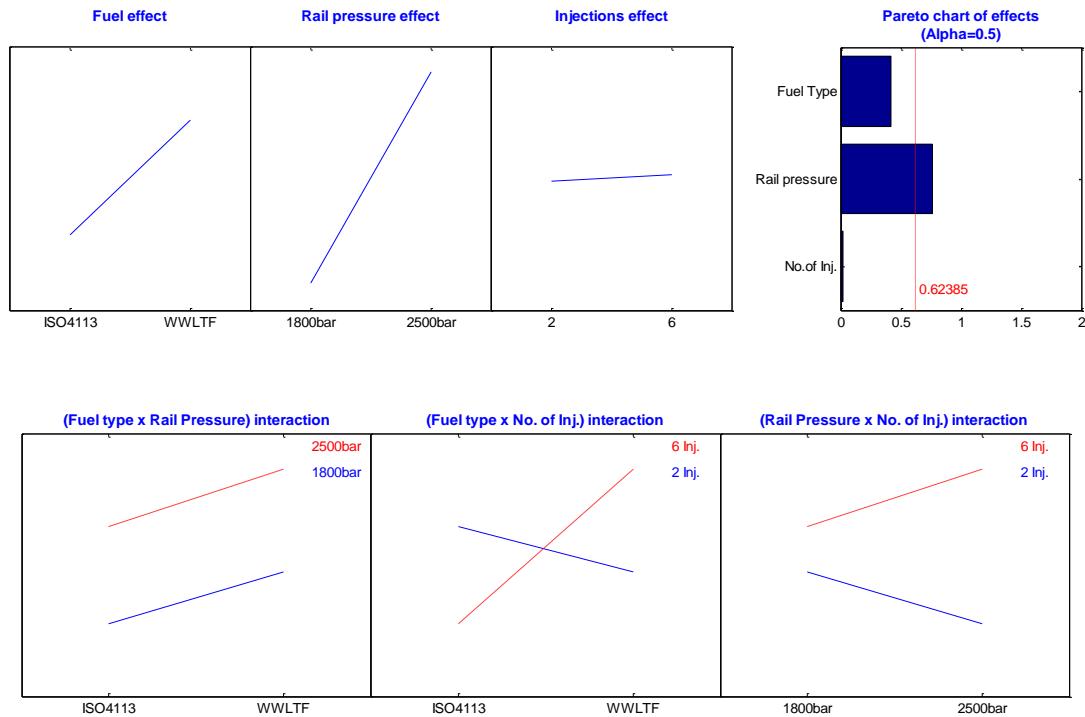 Fuel effect
Rail pressure effect
Injections effect
Pareto chart of effects
(Alpha=0.5)
Fuel Type
Rail pressure
No.of Inj.
0.62385
ISO4113
WWLTF
1800bar
2500bar
2
6
0
0.5
1
1.5
2
(Fuel type x Rail Pressure) interaction
(Fuel type x No. of Inj.) interaction
(Rail Pressure x No. of Inj.) interaction
2500bar
1800bar
6 Inj.
2 Inj.
6 Inj.
2 Inj.
ISO4113
WWLTF
ISO4113
WWLTF
1800bar
2500bar